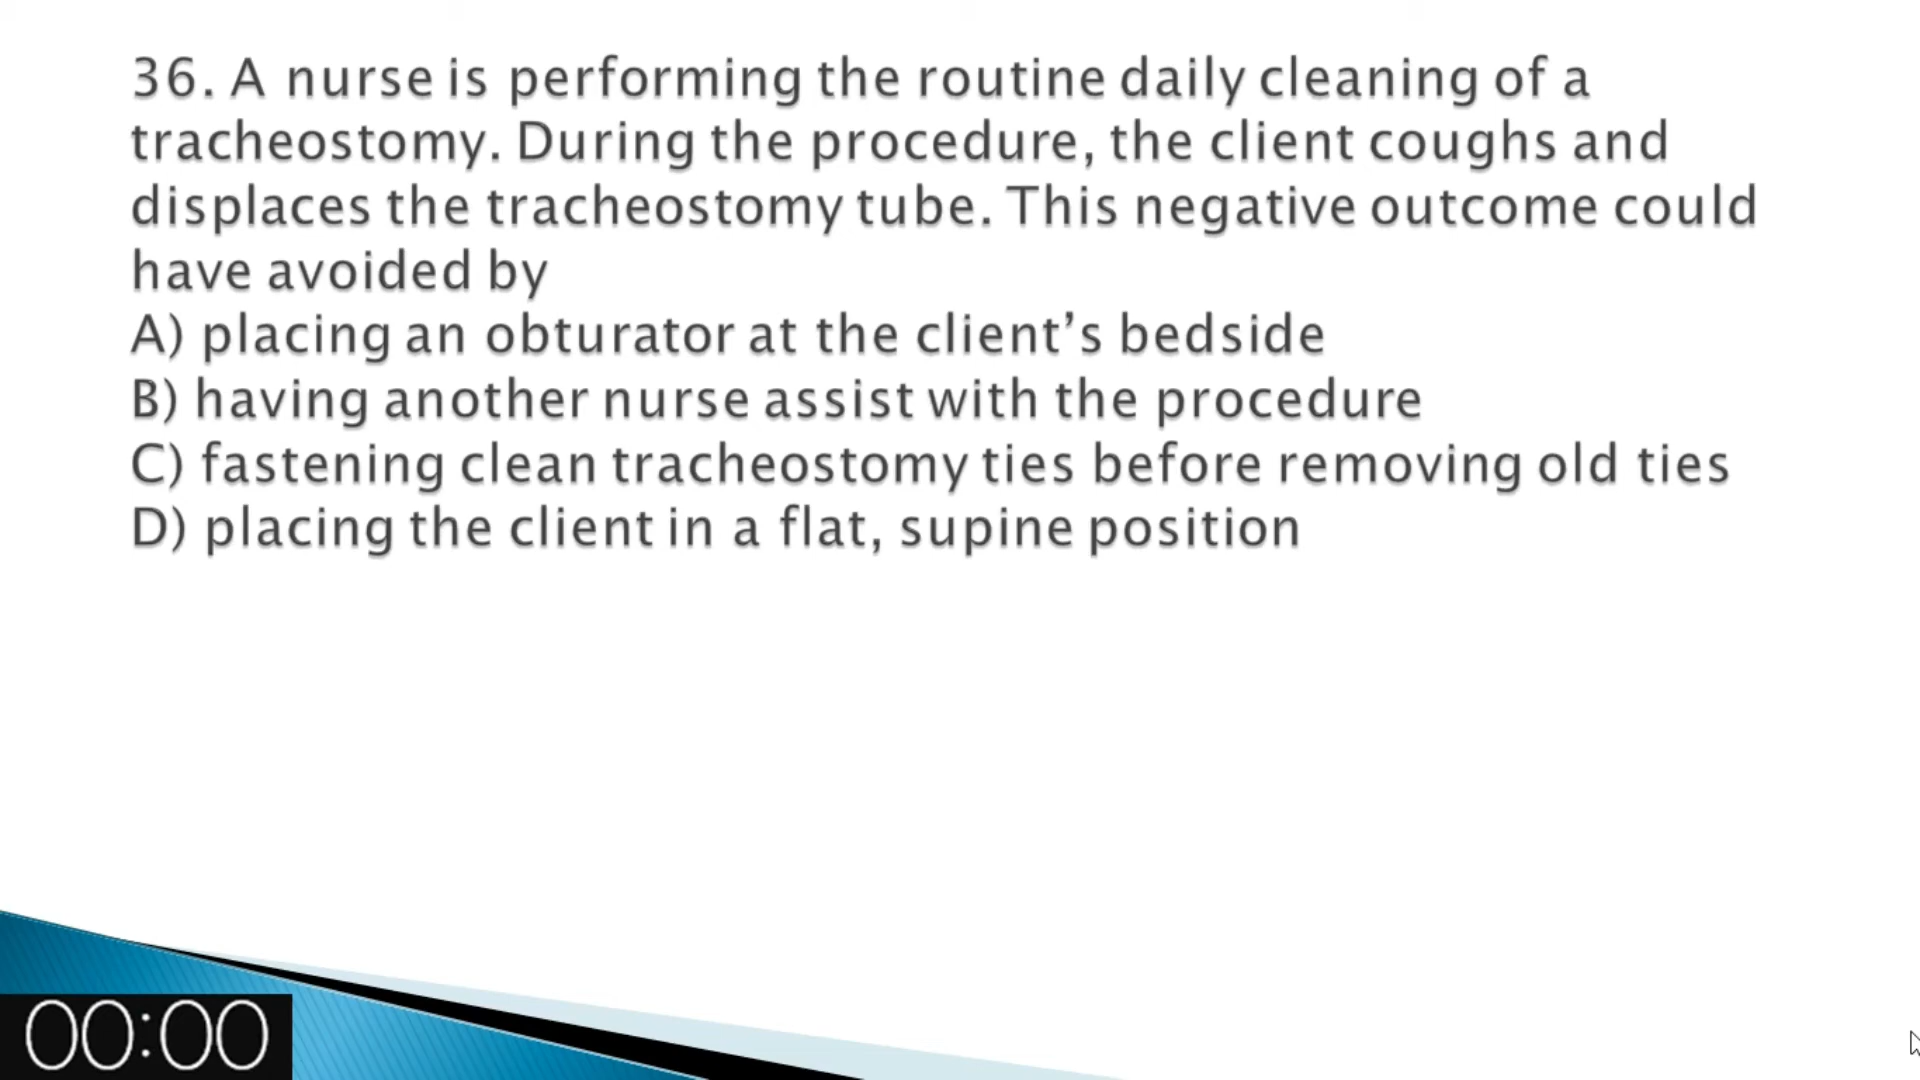 36. A nurse is performing the routine daily cleaning of a
tracheostomy. During the procedure, the client coughs and
displaces the tracheostomy tube. This negative outcome could
have avoided by
A) placing an obturator at the client’s bedside
B) having another nurse assist with the procedure
C) fastening clean tracheostomy ties before removing old ties
D) placing the client in a flat, supine position
00:00